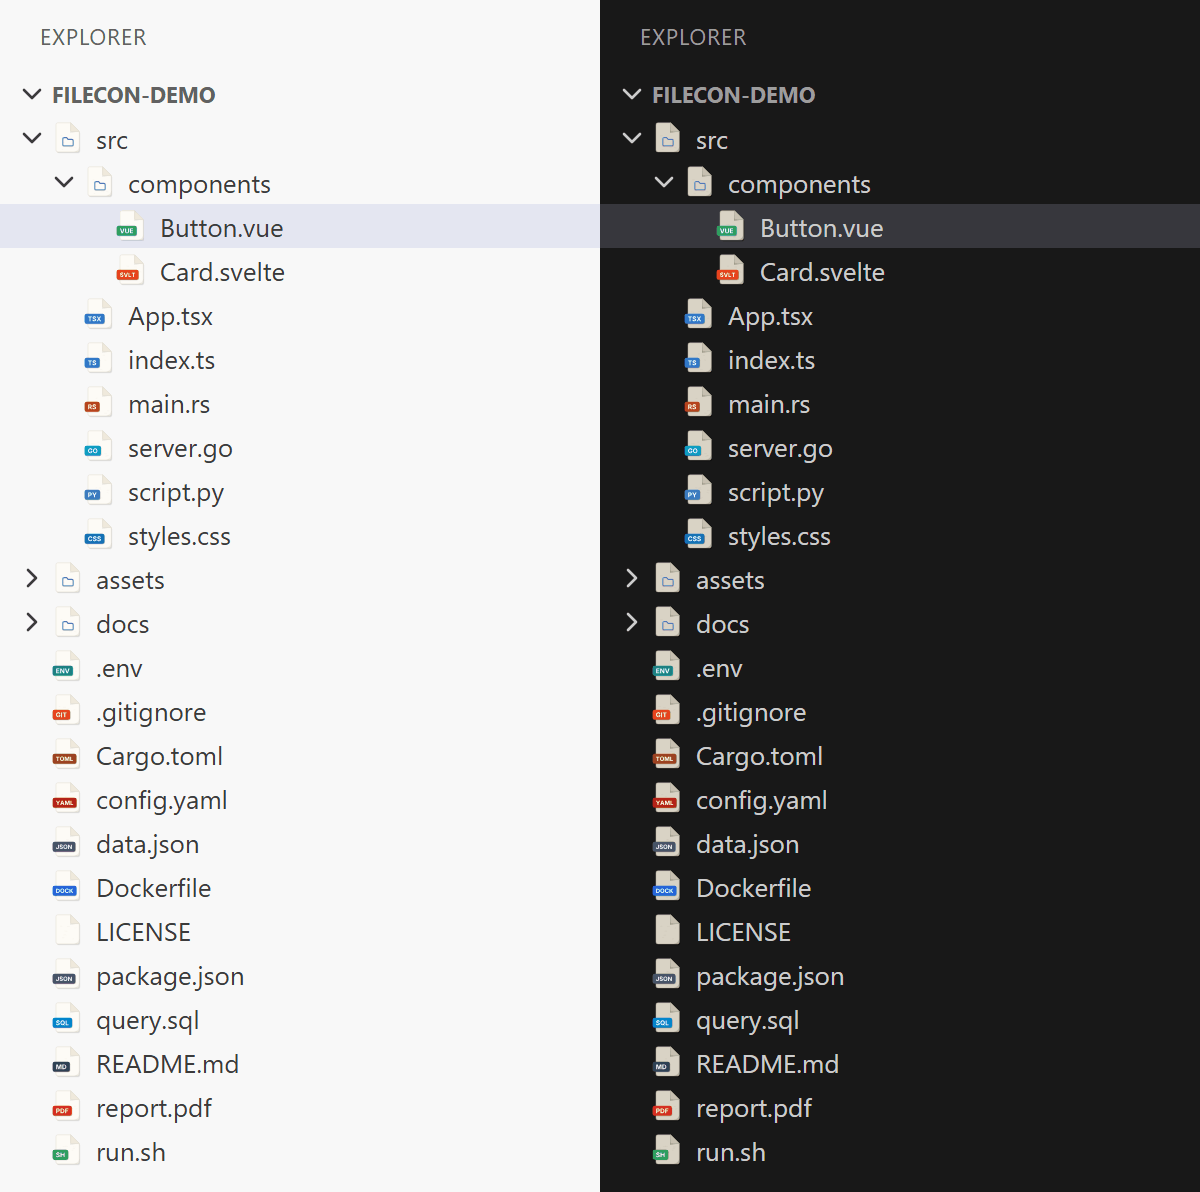 EXPLORER
FILECON-DEMO
src
components
VUE Button.vue
SVLT Card.svelte
TSX App.tsx
TS index.ts
RS main.rs
GO server.go
PY script.py
CSS styles.css
assets
docs
ENV .env
GIT .gitignore
TOML Cargo.toml
YAML config.yaml
JSON data.json
DOCK Dockerfile
LICENSE
JSON package.json
SQL query.sql
MD README.md
PDF report.pdf
SH run.sh
EXPLORER
FILECON-DEMO
src
components
VUE Button.vue
SVLT Card.svelte
TSX App.tsx
TS index.ts
RS main.rs
GO server.go
PY script.py
CSS styles.css
assets
docs
ENV .env
GIT .gitignore
TOML Cargo.toml
YAML config.yaml
JSON data.json
DOCK Dockerfile
LICENSE
JSON package.json
SQL query.sql
MD README.md
PDF report.pdf
SH run.sh